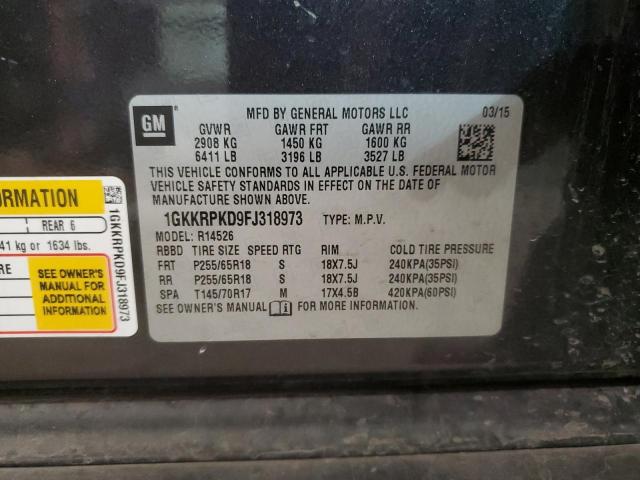 GM
MFD BY GENERAL MOTORS LLC 03/15
GVWR GAWR FRT GAWR RR
2908 KG 1450 KG 1600 KG
6411 LB 3196 LB 3527 LB
THIS VEHICLE CONFORMS TO ALL APPLICABLE U.S. FEDERAL MOTOR
VEHICLE SAFETY STANDARDS IN EFFECT ON THE DATE OF
MANUFACTURE SHOWN ABOVE.
1GKKRPKD9FJ318973 TYPE: M.P.V.
MODEL: R14526
RBBD TIRE SIZE SPEED RTG RIM COLD TIRE PRESSURE
FRT P255/65R18 S 18X7.5J 240KPA(35PSI)
RR P255/65R18 S 18X7.5J 240KPA(35PSI)
SPA T145/70R17 M 17X4.5B 420KPA(60PSI)
SEE OWNER'S MANUAL FOR MORE INFORMATION
REAR 6
41 kg or 1634 lbs.
SEE OWNER'S
MANUAL FOR
ADDITIONAL
INFORMATION
1GKKRPKD9FJ318973